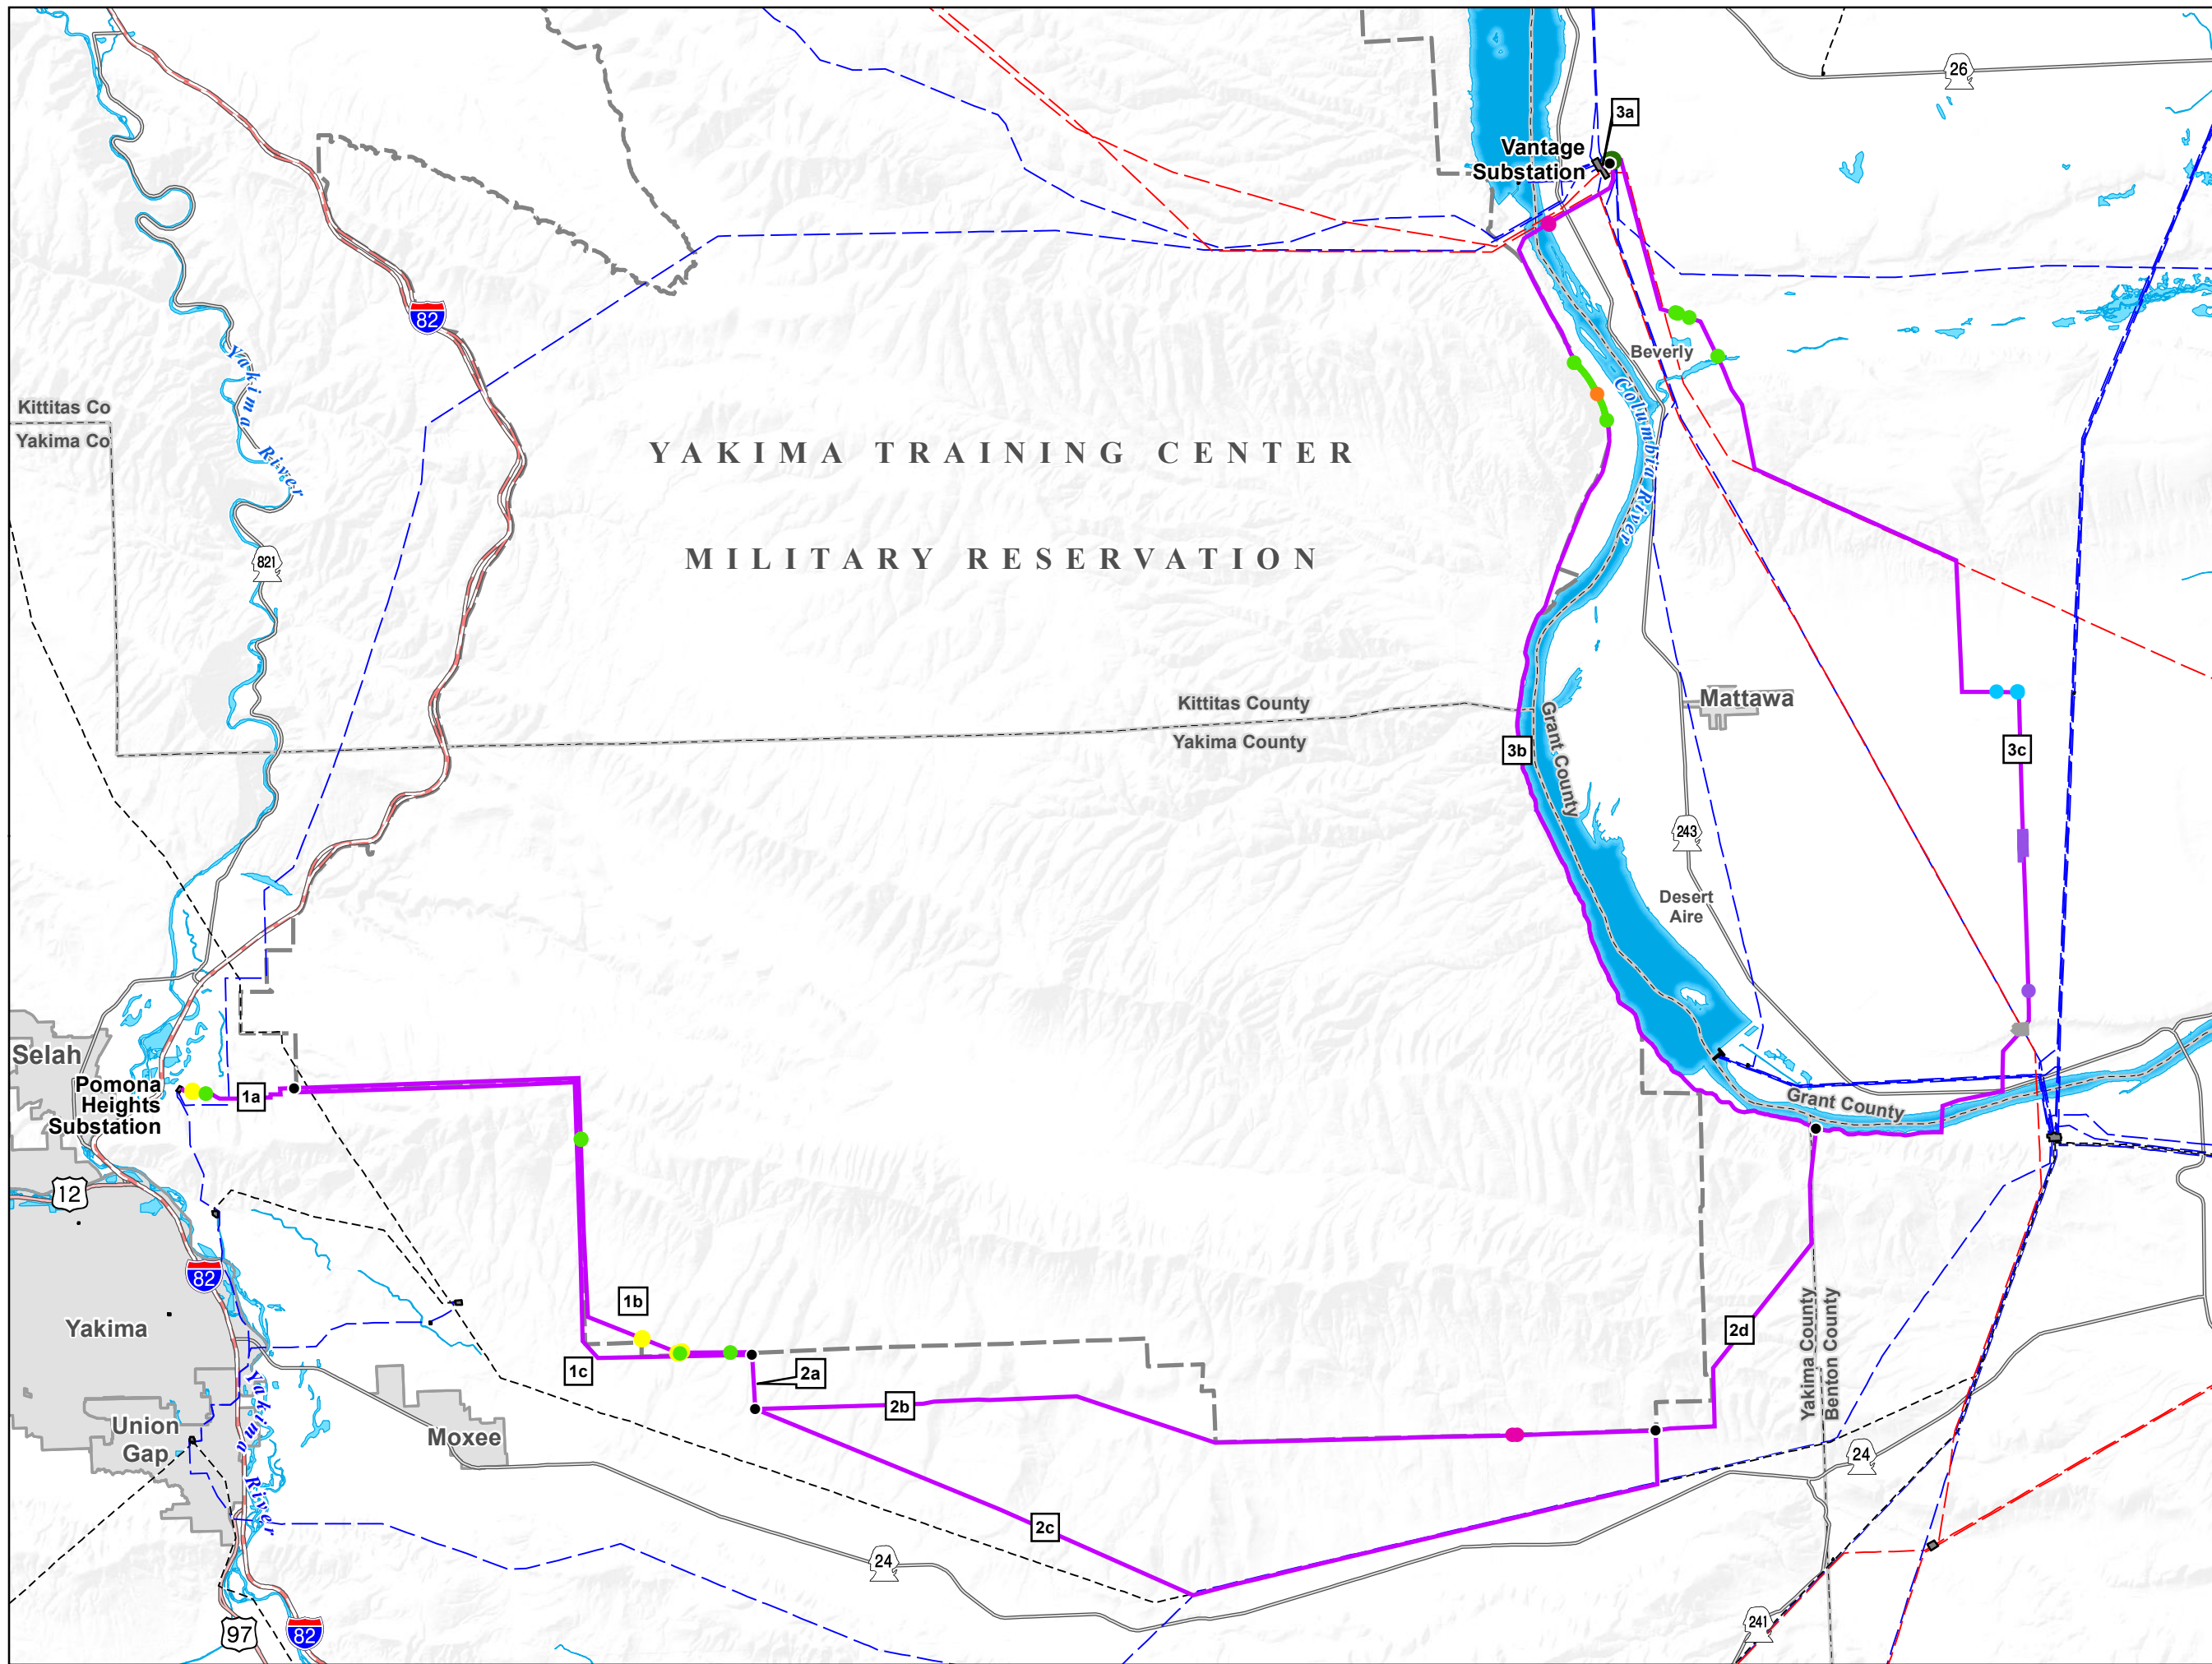 26
3a
Vantage
Substation
82
Yakima River
Beverly
Columbia River
Kittitas Co
Yakima Co
YAKIMA TRAINING CENTER
MILITARY RESERVATION
821
Kittitas County
Yakima County
Mattawa
Grant County
3b
3c
243
Desert
Aire
Selah
Pomona
Heights
Substation
1a
Grant County
12
82
1b
Yakima
1c
2a
2b
2d
Yakima County
Benton County
Union
Gap
Yakima River
Moxee
24
2c
24
97
82
241